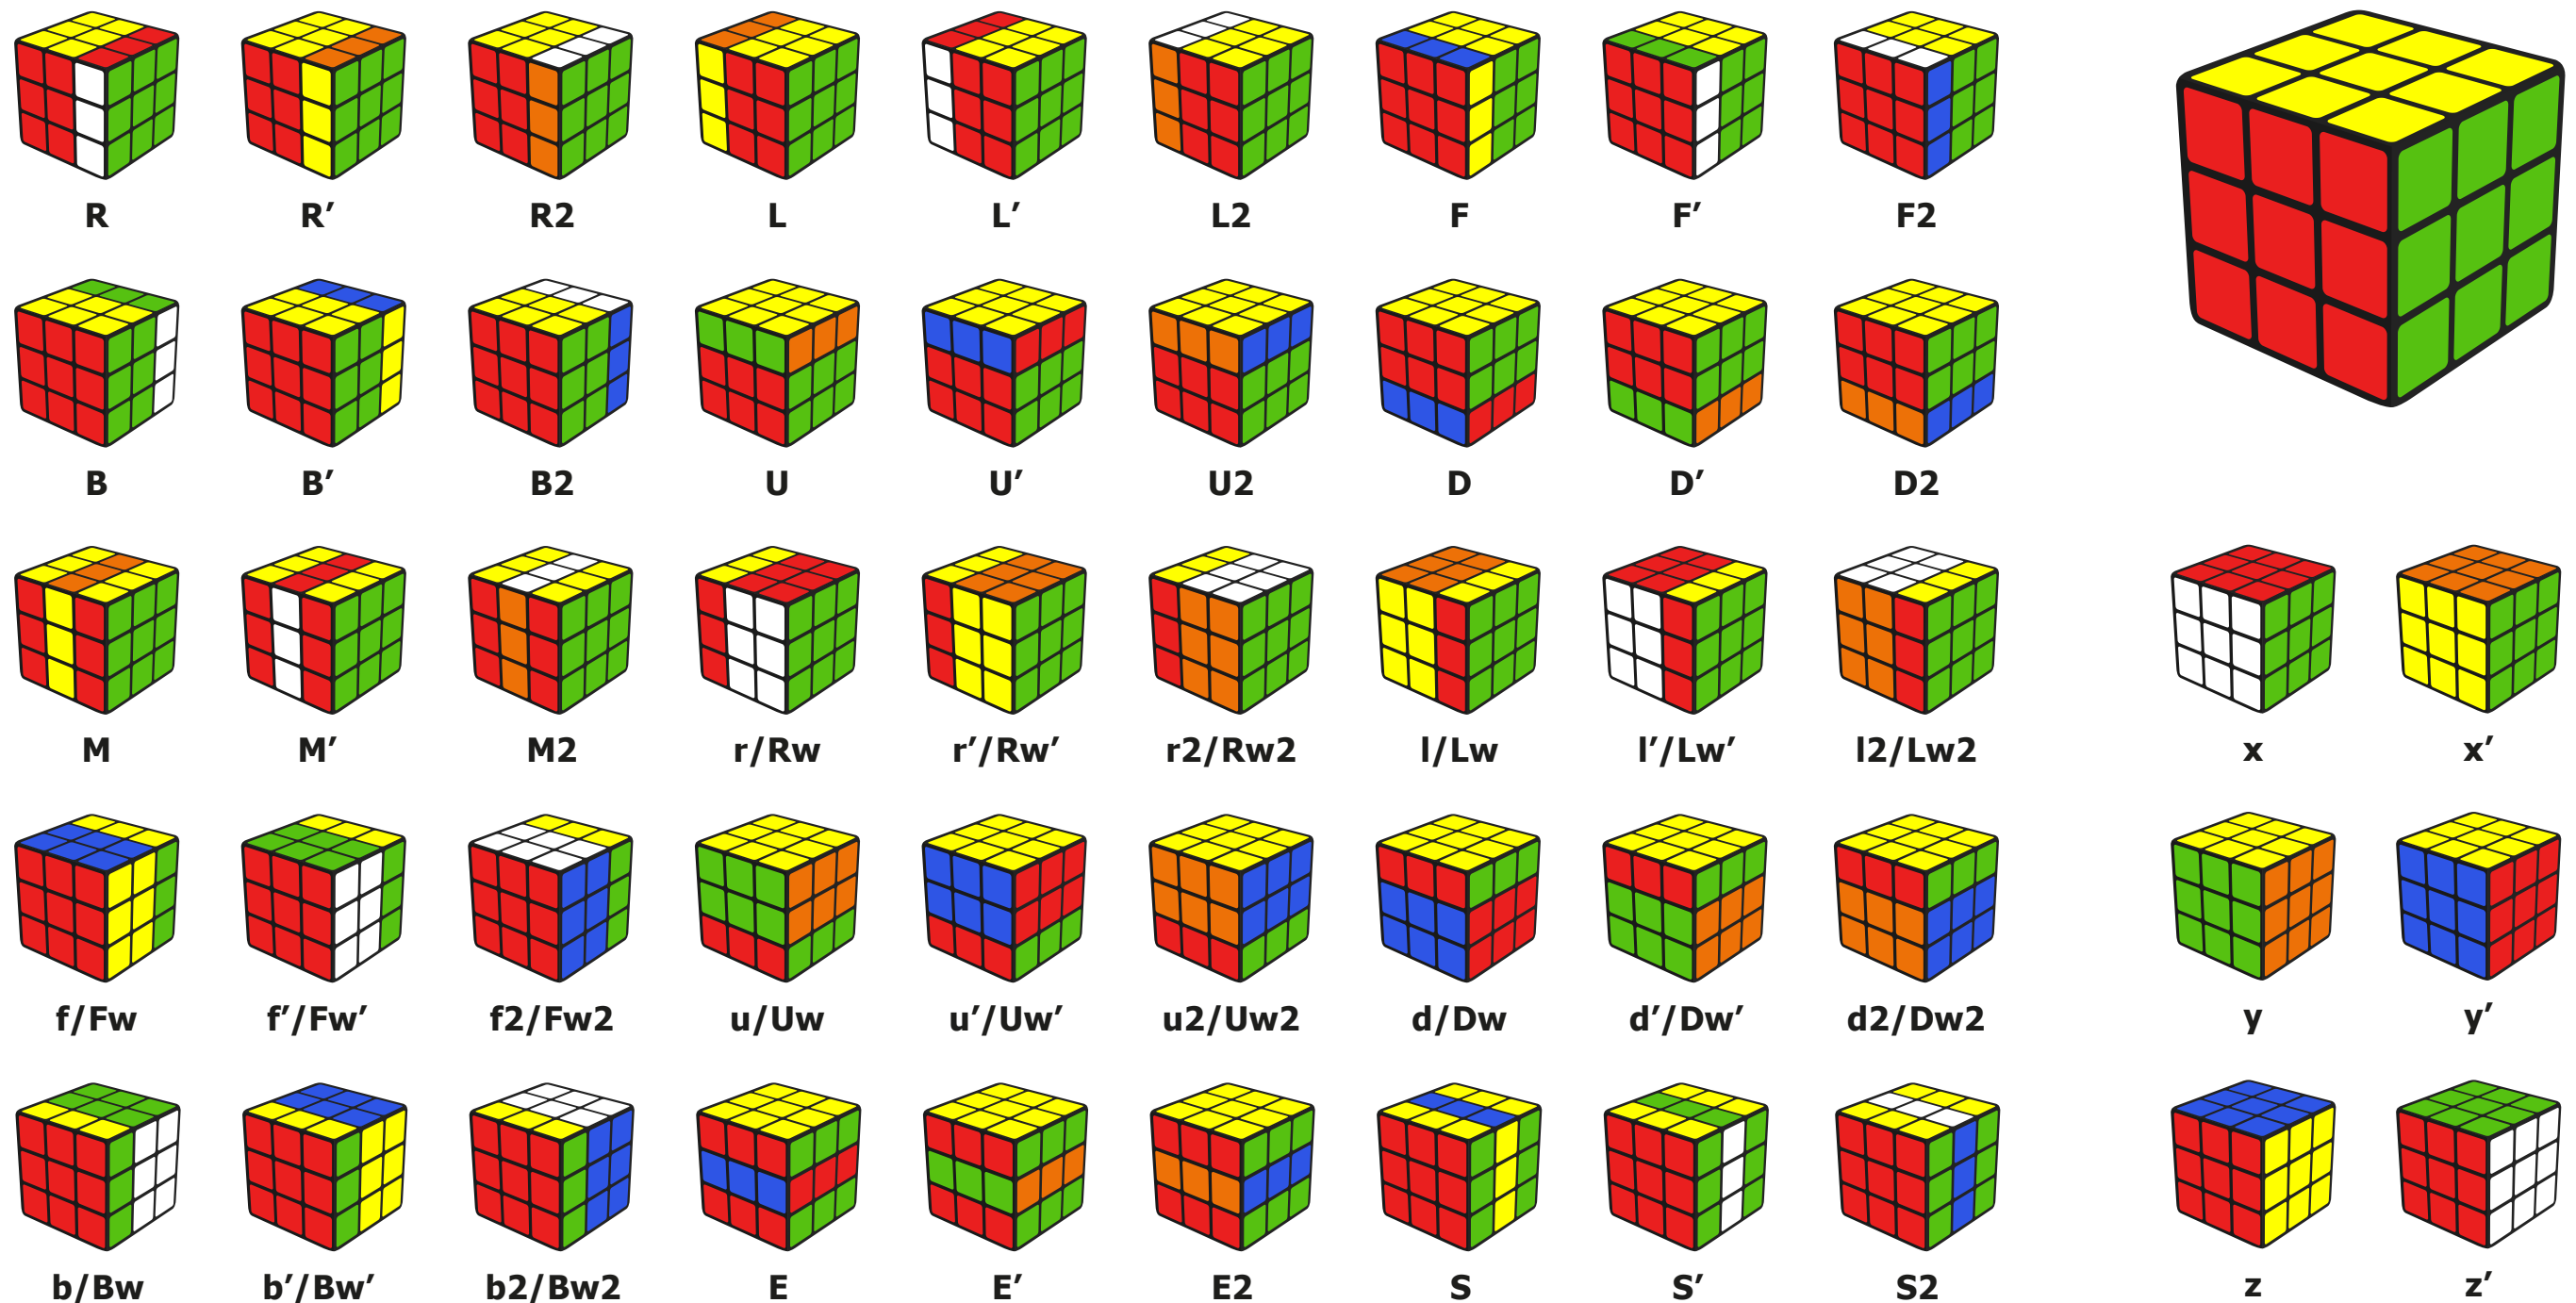 R R′ R2 L L′ L2 F F′ F2
B B′ B2 U U′ U2 D D′ D2
M M′ M2 r/Rw r′/Rw′ r2/Rw2 l/Lw l′/Lw′ l2/Lw2 x x′
f/Fw f′/Fw′ f2/Fw2 u/Uw u′/Uw′ u2/Uw2 d/Dw d′/Dw′ d2/Dw2 y y′
b/Bw b′/Bw′ b2/Bw2 E E′ E2 S S′ S2 z z′